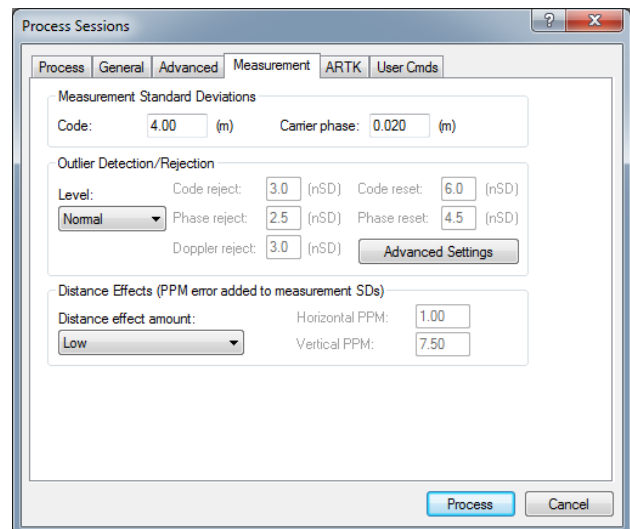 Process Sessions
? X
Process General Advanced Measurement ARTK User Cmds
Measurement Standard Deviations
Code: 4.00 (m) Carrier phase: 0.020 (m)
Outlier Detection/Rejection
Level: Code reject: 3.0 (nSD) Code reset: 6.0 (nSD)
Normal Phase reject: 2.5 (nSD) Phase reset: 4.5 (nSD)
Doppler reject: 3.0 (nSD) Advanced Settings
Distance Effects (PPM error added to measurement SDs)
Distance effect amount: Horizontal PPM: 1.00
Low Vertical PPM: 7.50
Process Cancel